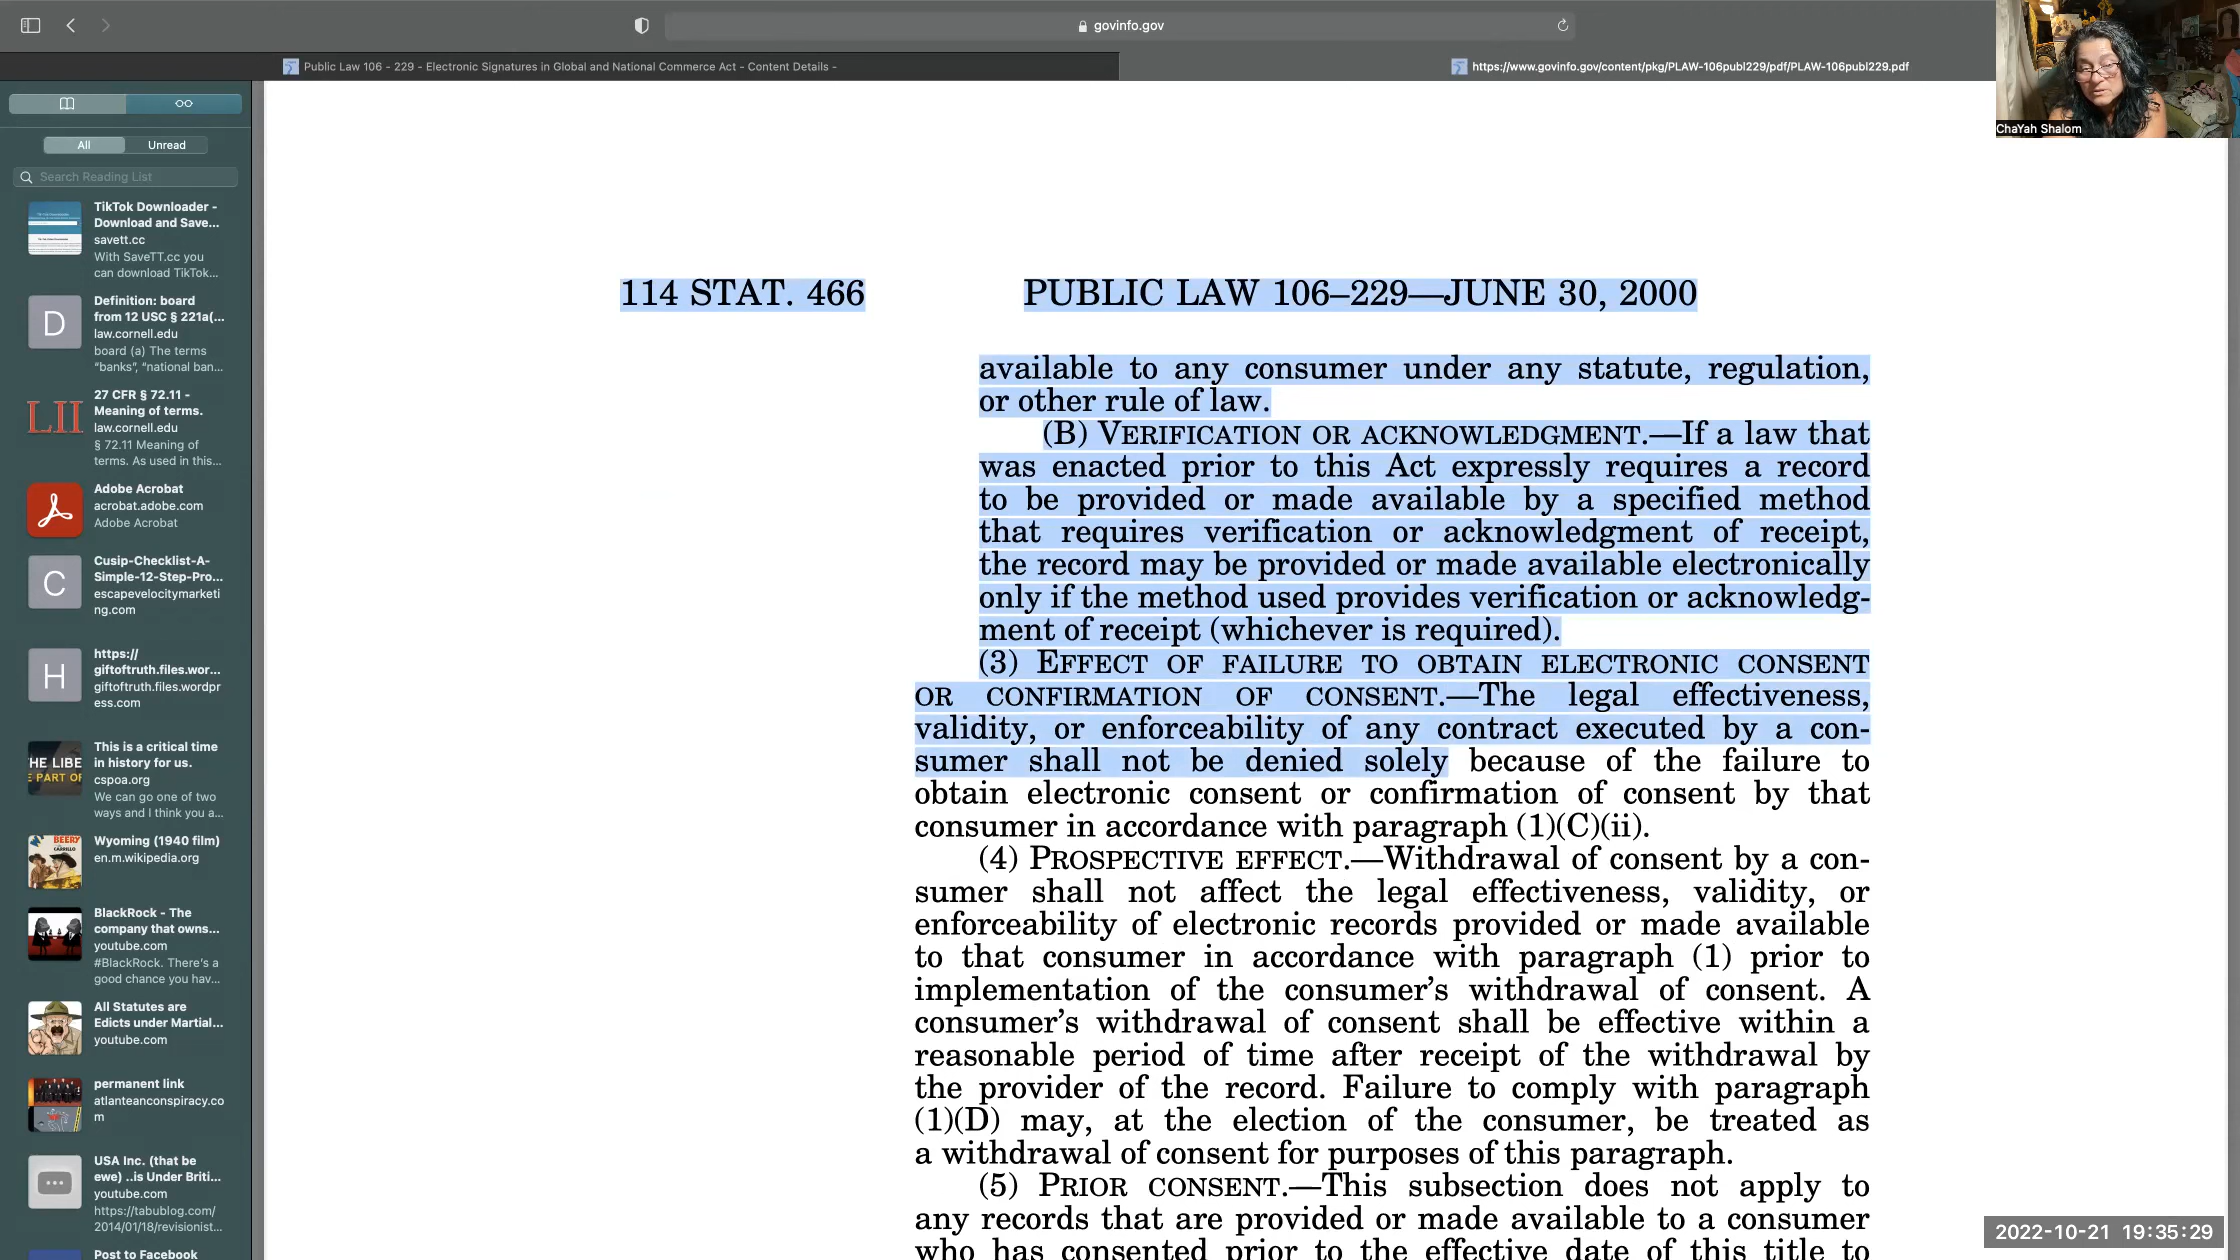 govinfo.gov
Public Law 106 - 229 - Electronic Signatures in Global and National Commerce Act - Content Details -
https://www.govinfo.gov/content/pkg/PLAW-106publ229/pdf/PLAW-106publ229.pdf
ChaYah Shalom
All
Unread
Search Reading List
TikTok Downloader -
Download and Save...
savett.cc
With SaveTT.cc you
can download TikTok...
D
Definition: board
from 12 USC § 221a(...
law.cornell.edu
board (a) The terms
“banks”, “national ban...
LII
27 CFR § 72.11 -
Meaning of terms.
law.cornell.edu
§ 72.11 Meaning of
terms. As used in this...
Adobe Acrobat
acrobat.adobe.com
Adobe Acrobat
C
Cusip-Checklist-A-
Simple-12-Step-Pro...
escapevelocitymarketi
ng.com
H
https://
giftoftruth.files.wor...
giftoftruth.files.wordpr
ess.com
HE LIBE
E PART OF
This is a critical time
in history for us.
cspoa.org
We can go one of two
ways and I think you a...
BEERY
Wyoming (1940 film)
en.m.wikipedia.org
BlackRock - The
company that owns...
youtube.com
#BlackRock. There's a
good chance you hav...
All Statutes are
Edicts under Martial...
youtube.com
permanent link
atlanteanconspiracy.co
m
USA Inc. (that be
ewe) ..is Under Briti...
youtube.com
https://tabublog.com/
2014/01/18/revisionist...
Post to Facebook
114 STAT. 466 PUBLIC LAW 106–229—JUNE 30, 2000
available to any consumer under any statute, regulation,
or other rule of law.
(B) VERIFICATION OR ACKNOWLEDGMENT.—If a law that
was enacted prior to this Act expressly requires a record
to be provided or made available by a specified method
that requires verification or acknowledgment of receipt,
the record may be provided or made available electronically
only if the method used provides verification or acknowledg-
ment of receipt (whichever is required).
(3) EFFECT OF FAILURE TO OBTAIN ELECTRONIC CONSENT
OR CONFIRMATION OF CONSENT.—The legal effectiveness,
validity, or enforceability of any contract executed by a con-
sumer shall not be denied solely because of the failure to
obtain electronic consent or confirmation of consent by that
consumer in accordance with paragraph (1)(C)(ii).
(4) PROSPECTIVE EFFECT.—Withdrawal of consent by a con-
sumer shall not affect the legal effectiveness, validity, or
enforceability of electronic records provided or made available
to that consumer in accordance with paragraph (1) prior to
implementation of the consumer’s withdrawal of consent. A
consumer’s withdrawal of consent shall be effective within a
reasonable period of time after receipt of the withdrawal by
the provider of the record. Failure to comply with paragraph
(1)(D) may, at the election of the consumer, be treated as
a withdrawal of consent for purposes of this paragraph.
(5) PRIOR CONSENT.—This subsection does not apply to
any records that are provided or made available to a consumer
who has consented prior to the effective date of this title to
2022-10-21 19:35:29